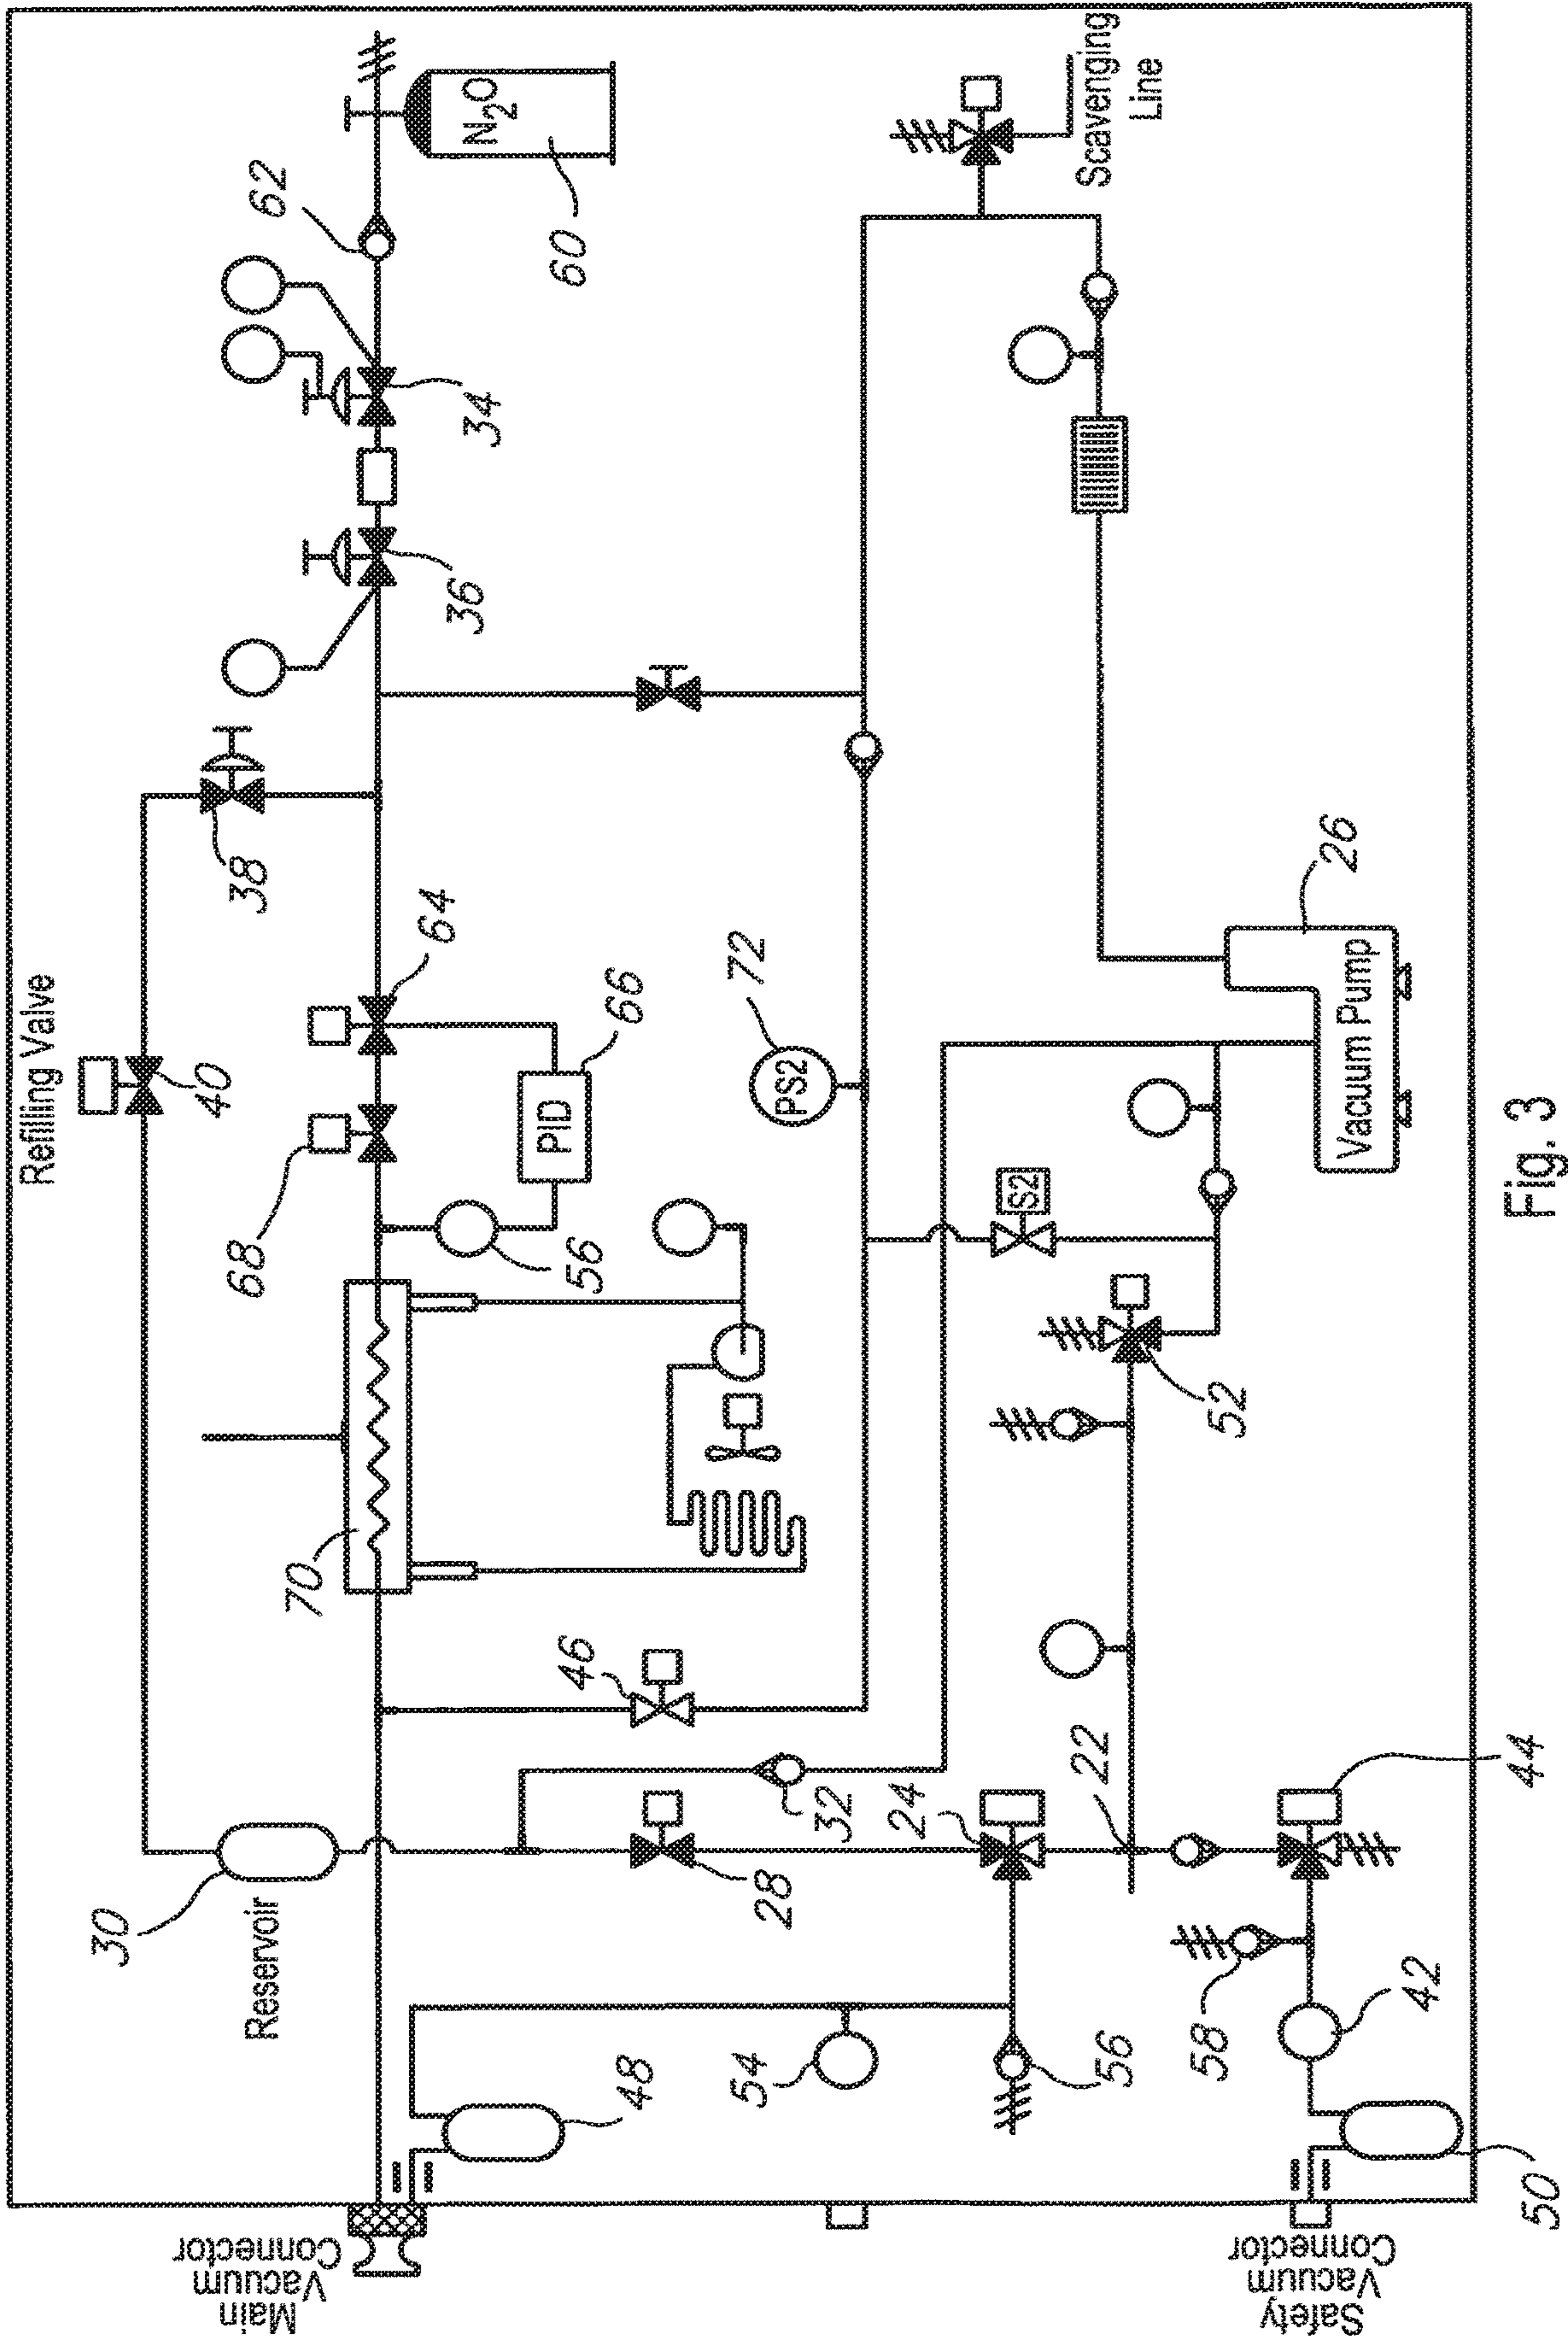 Refilling Valve
40
38
62
N₂O
60
34
36
64
68
66
PID
56
70
30
Reservoir
72
PS2
46
Scavenging
Line
26
Vacuum Pump
S2
52
32
24
22
28
44
48
54
56
58
42
50
Main
Vacuum
Connector
Safety
Vacuum
Connector
Fig. 3